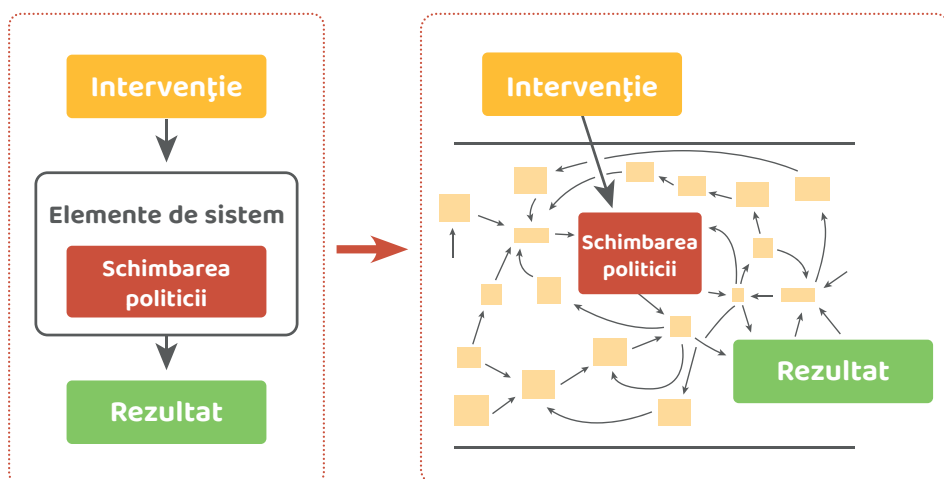 Intervenţie
Elemente de sistem
Schimbarea
politicii
Rezultat
Intervenţie
Schimbarea
politicii
Rezultat